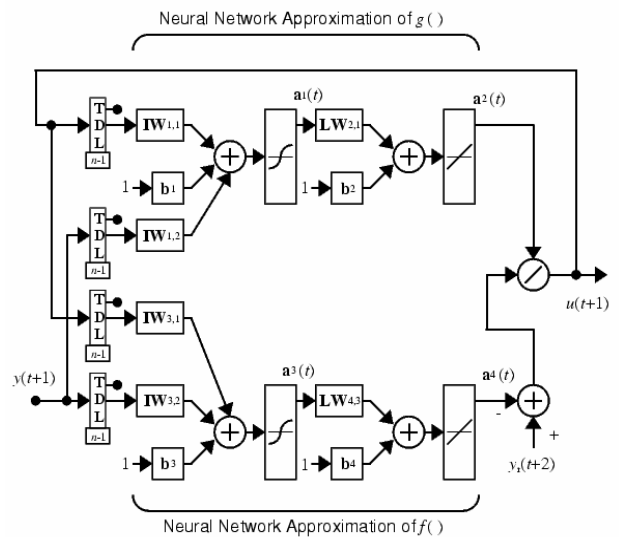 Neural Network Approximation of g ( )
a1(t)
a2(t)
T D L
n-1
IW1,1
LW2,1
1
b1
1
b2
T D L
n-1
IW1,2
u(t+1)
T D L
n-1
IW3,1
y(t+1)
a3(t)
a4(t)
T D L
n-1
IW3,2
LW4,3
-
+
1
b3
1
b4
yr(t+2)
Neural Network Approximation of f ( )